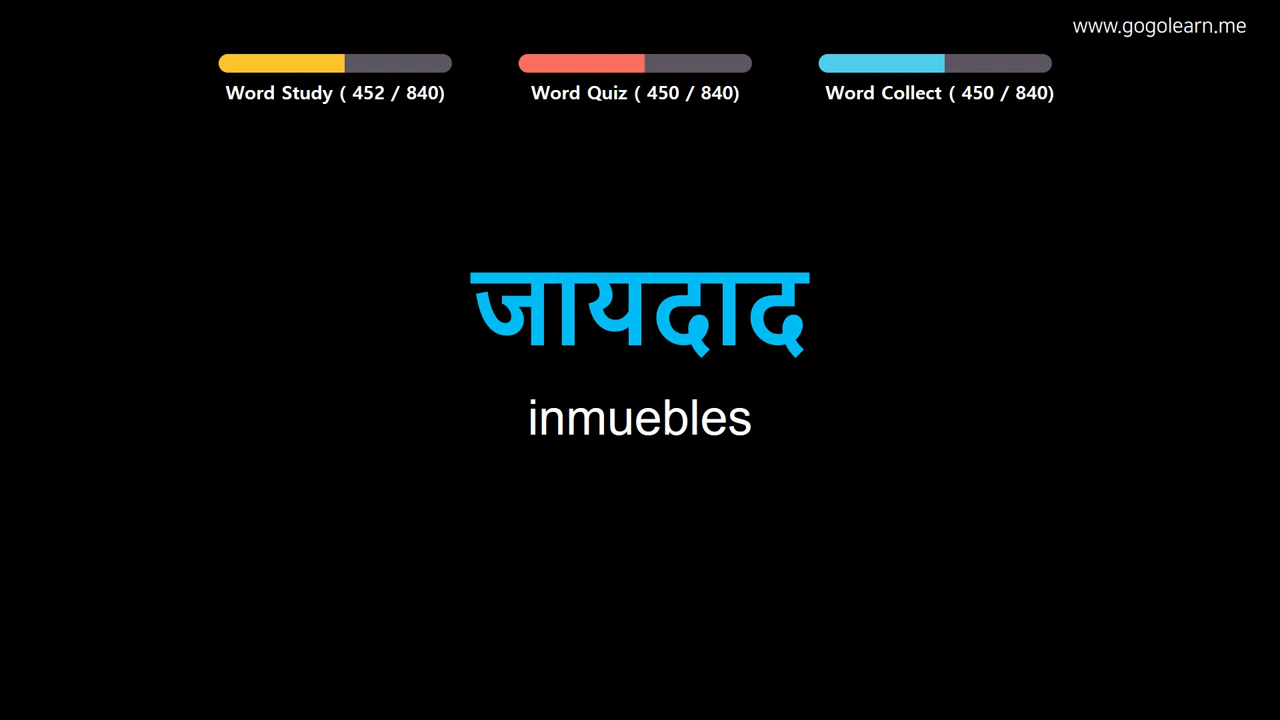 www.gogolearn.me
Word Study ( 452 / 840)
Word Quiz ( 450 / 840)
Word Collect ( 450 / 840)
जायदाद
inmuebles